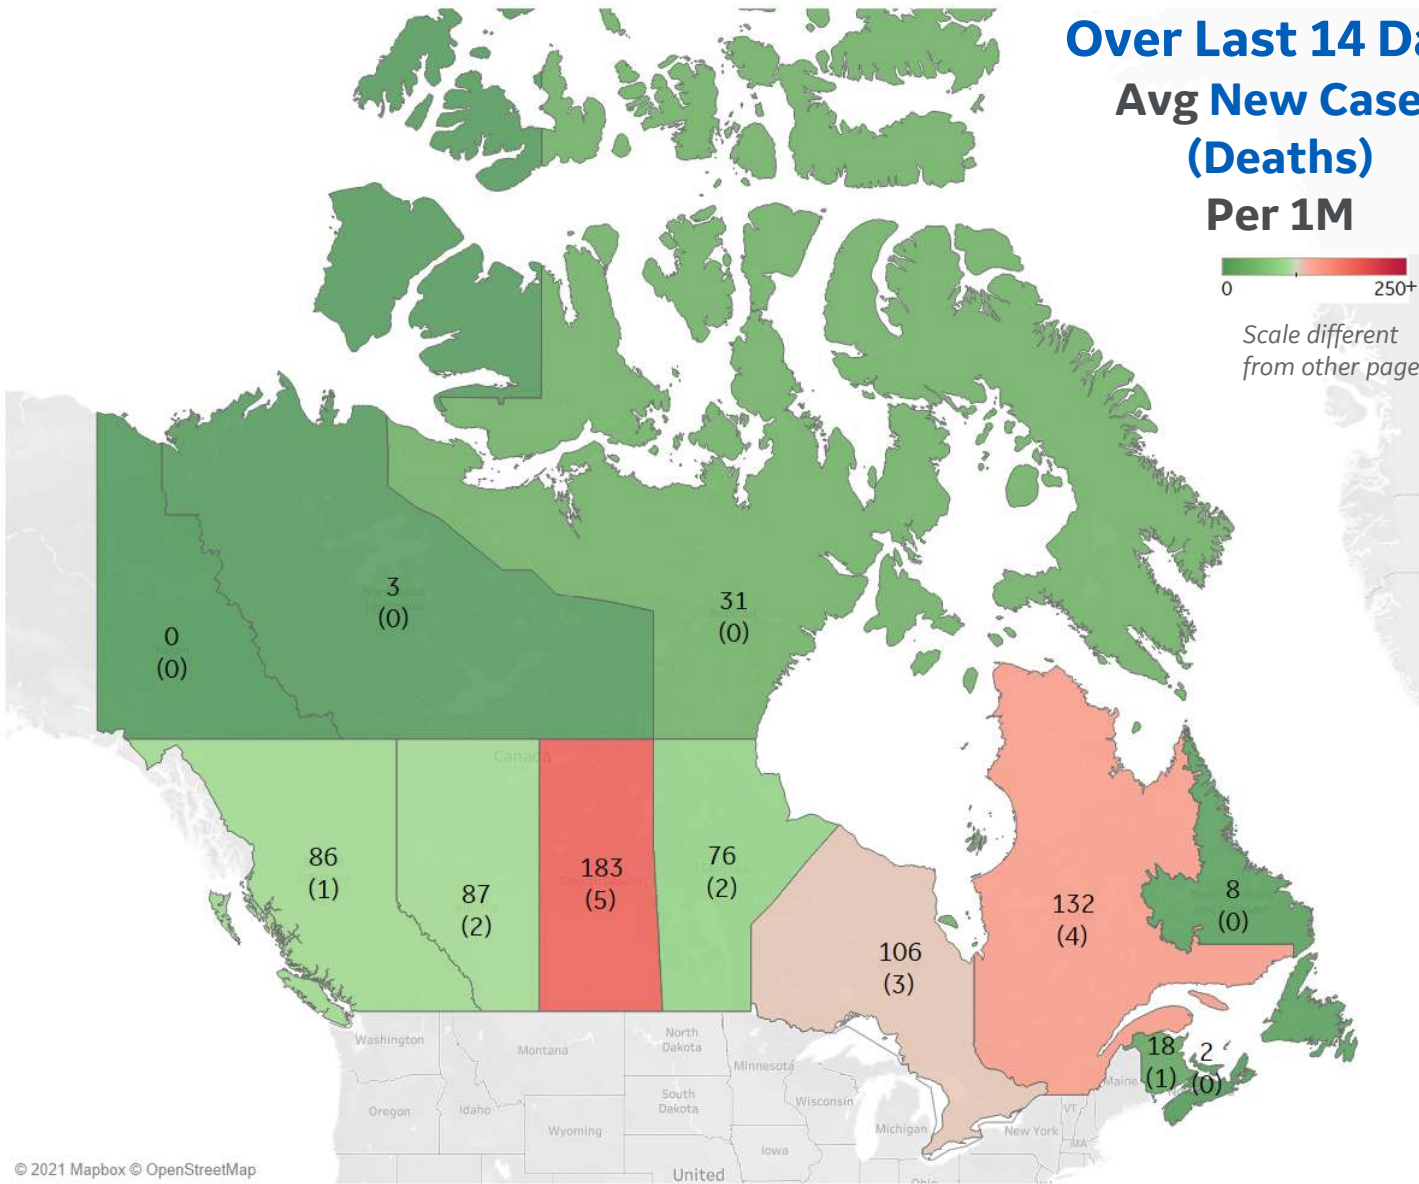 Over Last 14 Da
Avg New Case
(Deaths)
Per 1M
0
250+
Scale different
from other page
3
(0)
31
(0)
0
(0)
Canada
86
(1)
87
(2)
183
(5)
76
(2)
106
(3)
132
(4)
8
(0)
18
(1)
2
(0)
Washington
Montana
North
Dakota
Minnesota
Maine
Oregon
Idaho
South
Dakota
Wisconsin
Wyoming
Michigan
New York
VT
MA
Iowa
United
Ohio
© 2021 Mapbox © OpenStreetMap